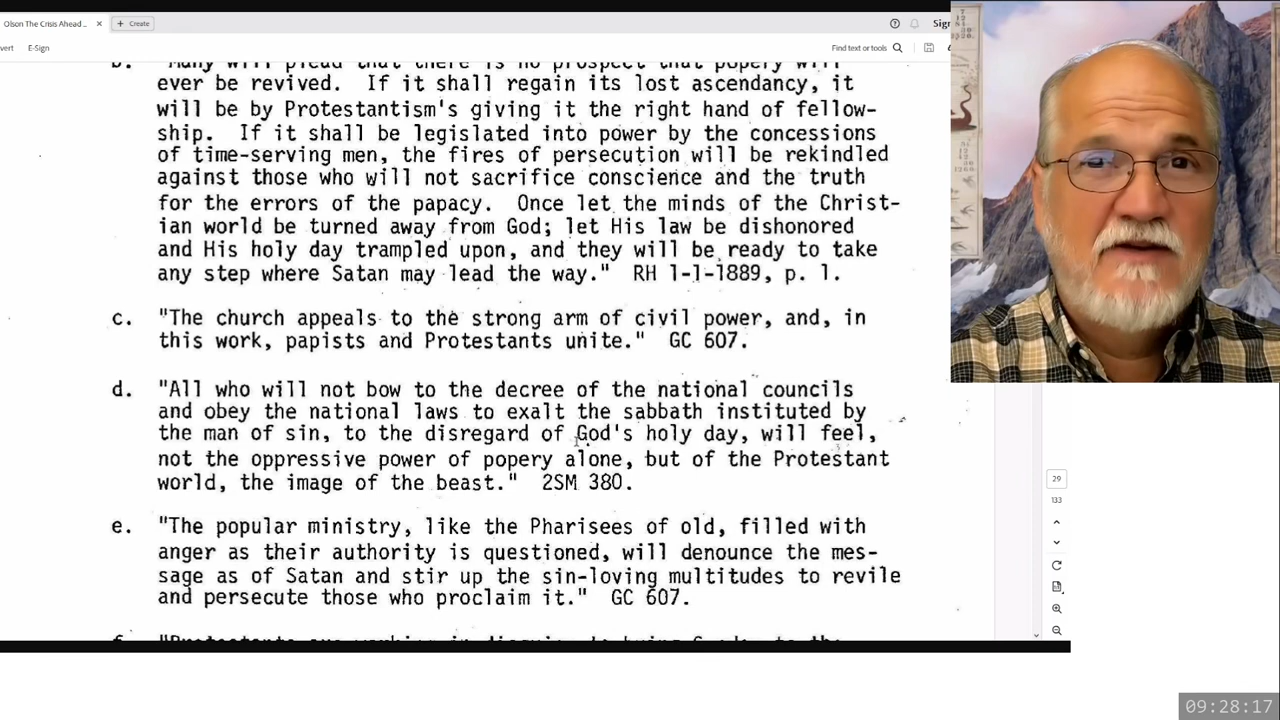 Olson The Crisis Ahead ..
Create
Sign
vert
E-Sign
Find text or tools
b. "Many will plead that there is no prospect that popery will
ever be revived. If it shall regain its lost ascendancy, it
will be by Protestantism's giving it the right hand of fellow-
ship. If it shall be legislated into power by the concessions
of time-serving men, the fires of persecution will be rekindled
against those who will not sacrifice conscience and the truth
for the errors of the papacy. Once let the minds of the Christ-
ian world be turned away from God; let His law be dishonored
and His holy day trampled upon, and they will be ready to take
any step where Satan may lead the way." RH 1-1-1889, p. 1.
c. "The church appeals to the strong arm of civil power, and, in
this work, papists and Protestants unite." GC 607.
d. "All who will not bow to the decree of the national councils
and obey the national laws to exalt the sabbath instituted by
the man of sin, to the disregard of God's holy day, will feel,
not the oppressive power of popery alone, but of the Protestant
world, the image of the beast." 2SM 380.
e. "The popular ministry, like the Pharisees of old, filled with
anger as their authority is questioned, will denounce the mes-
sage as of Satan and stir up the sin-loving multitudes to revile
and persecute those who proclaim it." GC 607.
29
133
09:28:17